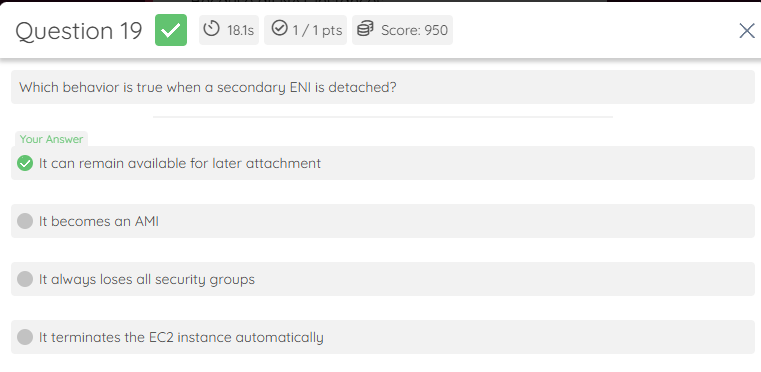 Question 19
18.1s
1 / 1 pts
Score: 950
Which behavior is true when a secondary ENI is detached?
Your Answer
It can remain available for later attachment
It becomes an AMI
It always loses all security groups
It terminates the EC2 instance automatically